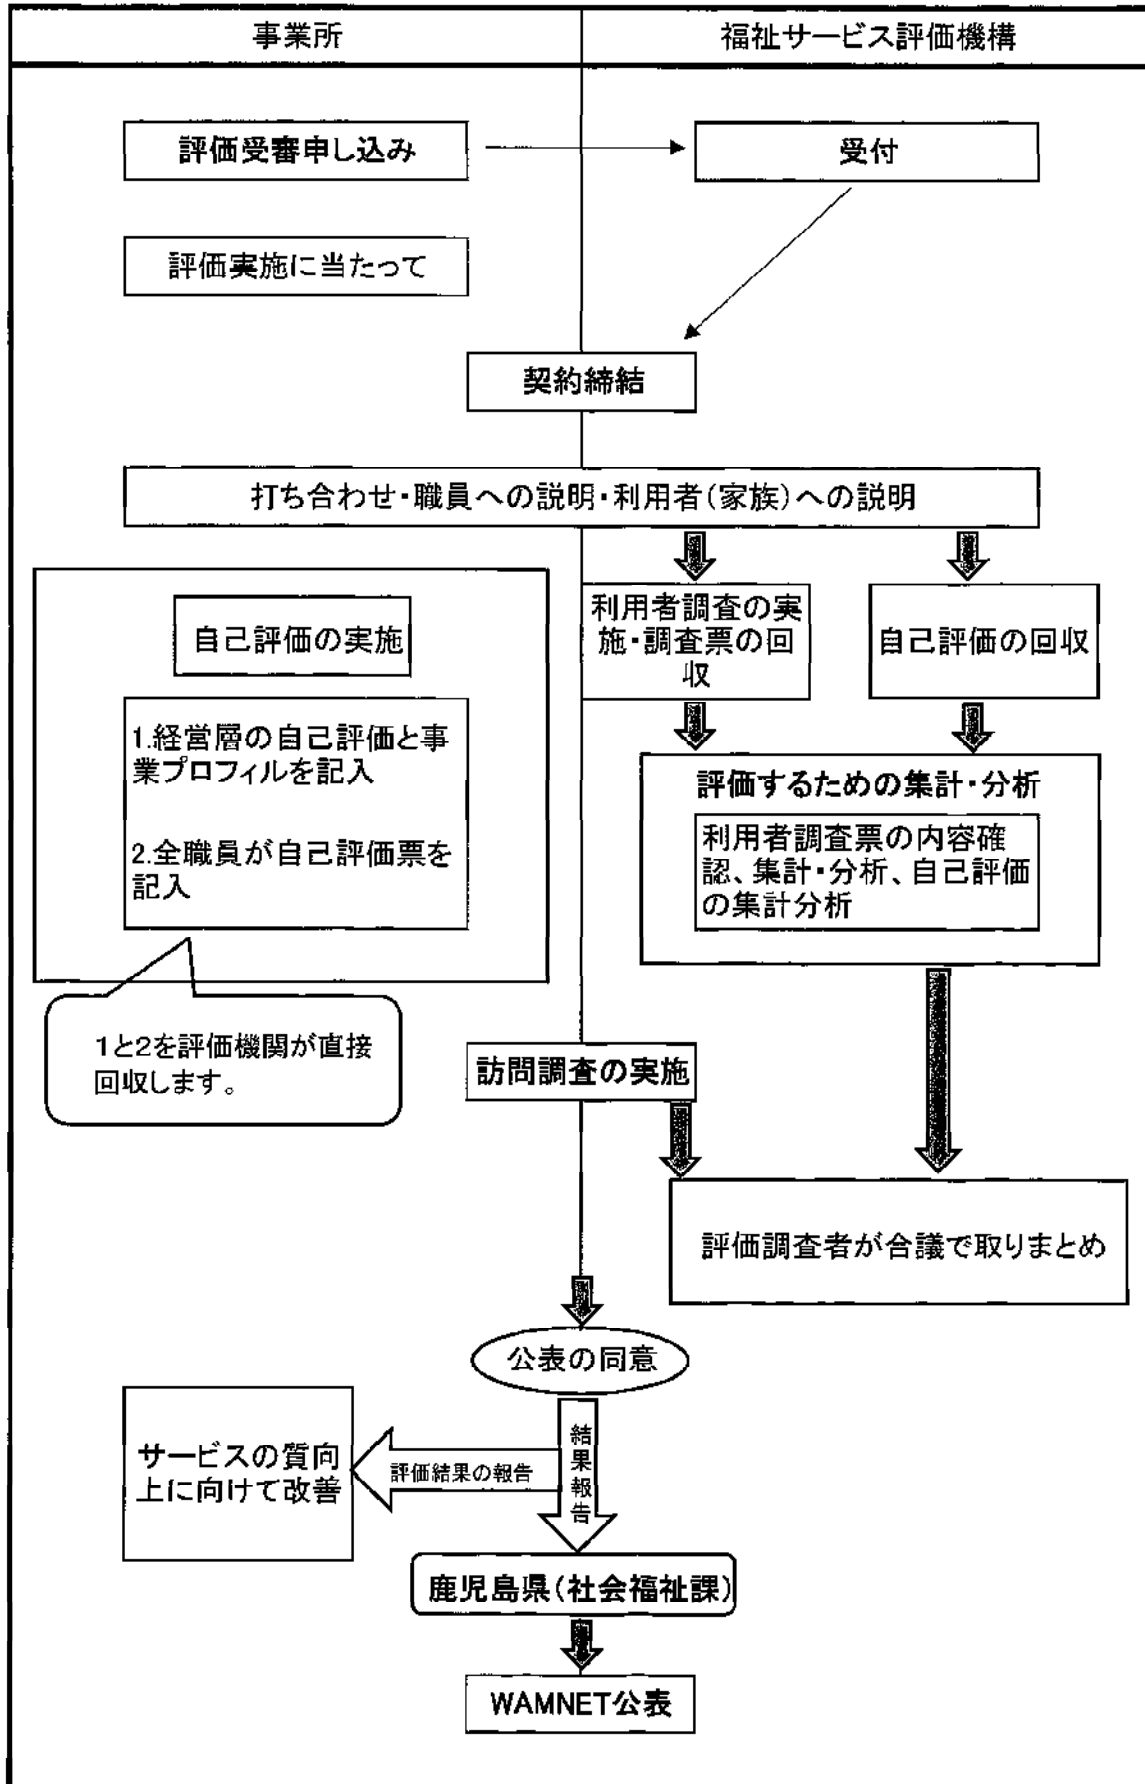 事業所
福祉サービス評価機構
評価受審申し込み
受付
評価実施に当たって
契約締結
打ち合わせ・職員への説明・利用者(家族)への説明
自己評価の実施
1.経営層の自己評価と事
業プロフィルを記入
2.全職員が自己評価票を
記入
1と2を評価機関が直接
回収します。
利用者調査の実
施・調査票の回
収
自己評価の回収
評価するための集計・分析
利用者調査票の内容確
認、集計・分析、自己評価
の集計分析
訪問調査の実施
評価調査者が合議で取りまとめ
公表の同意
結果報告
評価結果の報告
サービスの質向
上に向けて改善
鹿児島県(社会福祉課)
WAMNET公表